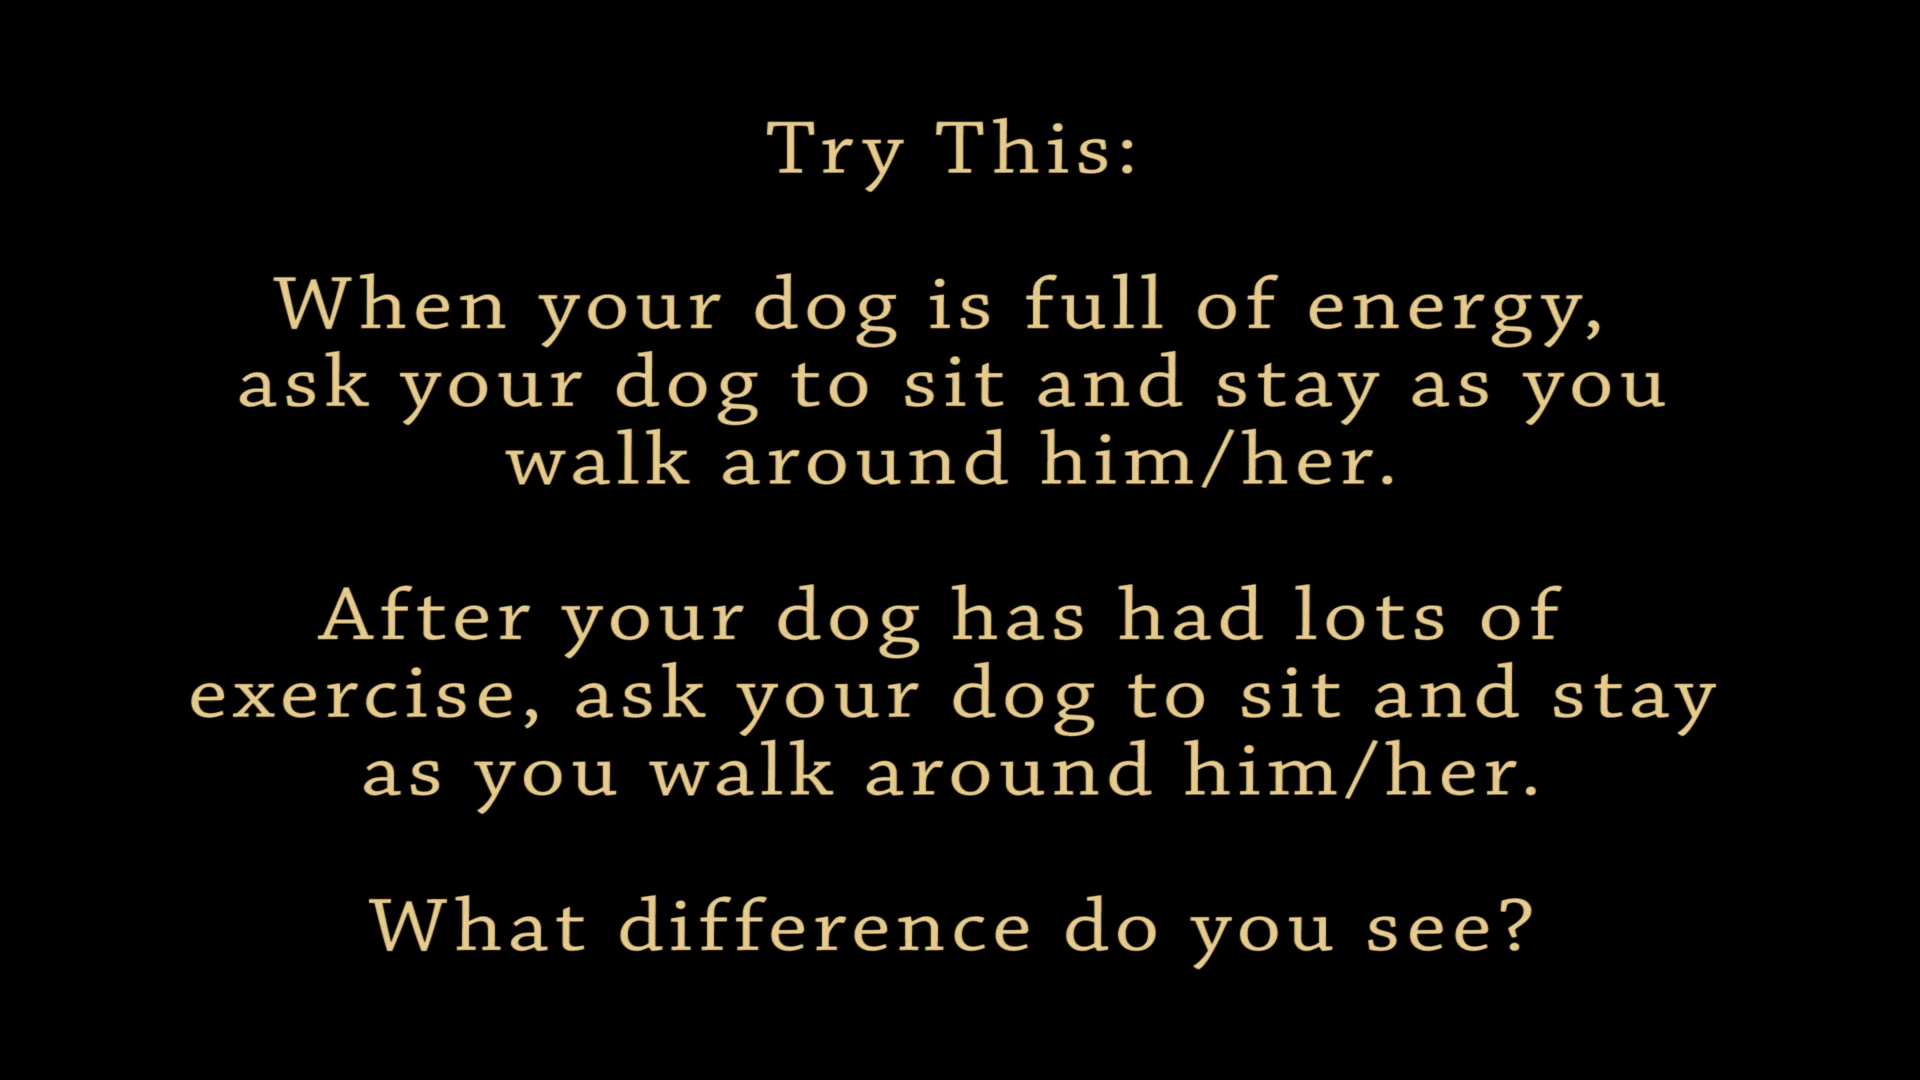 Try This:
When your dog is full of energy,
ask your dog to sit and stay as you
walk around him/her.
After your dog has had lots of
exercise, ask your dog to sit and stay
as you walk around him/her.
What difference do you see?